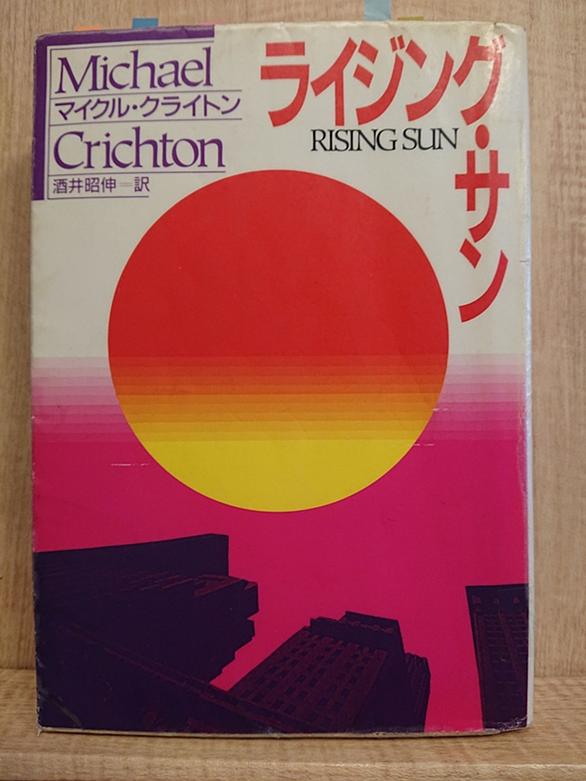 Michael
マイクル・クライトン
Crichton
酒井昭伸=訳
ライジング・サン
RISING SUN